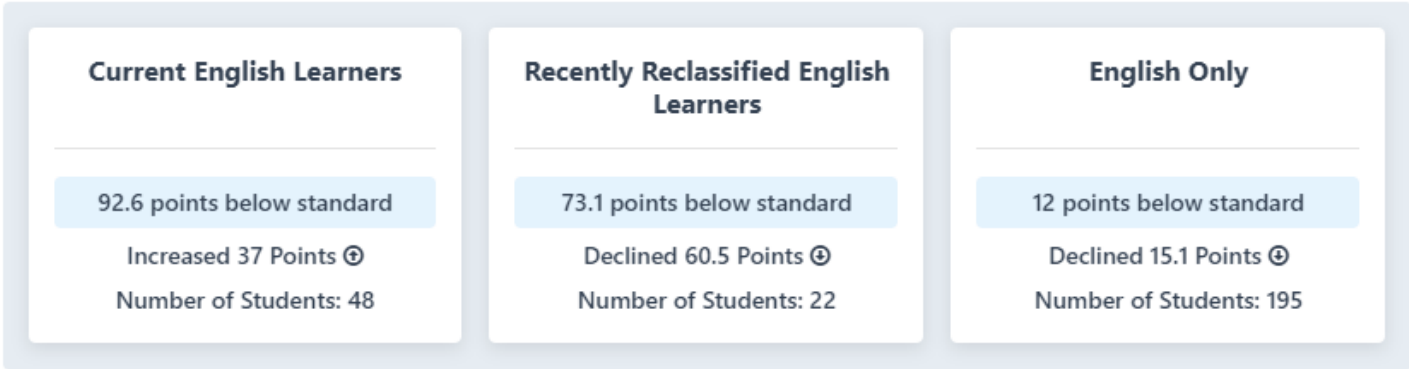 Current English Learners
92.6 points below standard
Increased 37 Points
Number of Students: 48
Recently Reclassified English
Learners
73.1 points below standard
Declined 60.5 Points
Number of Students: 22
English Only
12 points below standard
Declined 15.1 Points
Number of Students: 195